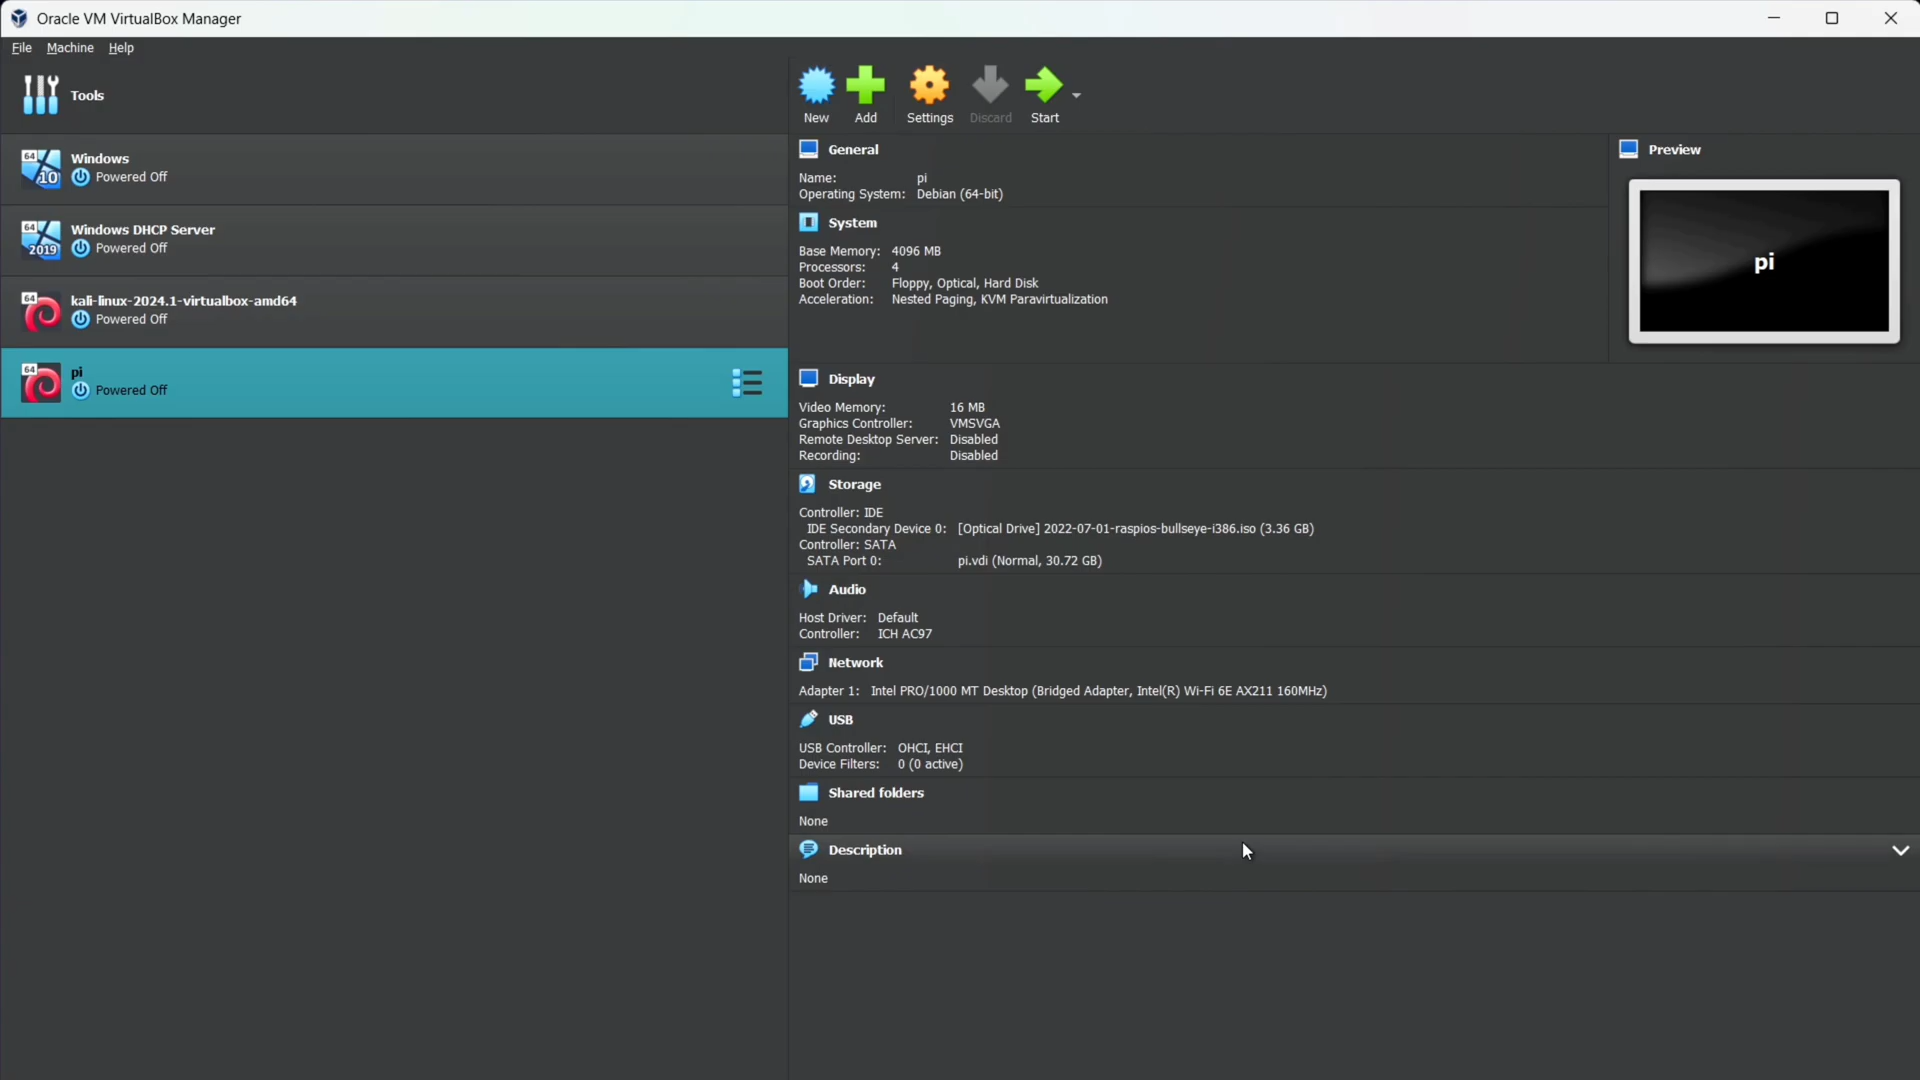 Oracle VM VirtualBox Manager
File Machine Help
Tools
New Add Settings Discard Start
64 10 Windows
Powered Off
64 2019 Windows DHCP Server
Powered Off
64 kali-linux-2024.1-virtualbox-amd64
Powered Off
64 pi
Powered Off
General
Name: pi
Operating System: Debian (64-bit)
System
Base Memory: 4096 MB
Processors: 4
Boot Order: Floppy, Optical, Hard Disk
Acceleration: Nested Paging, KVM Paravirtualization
Preview
pi
Display
Video Memory: 16 MB
Graphics Controller: VMSVGA
Remote Desktop Server: Disabled
Recording: Disabled
Storage
Controller: IDE
IDE Secondary Device 0: [Optical Drive] 2022-07-01-raspios-bullseye-i386.iso (3.36 GB)
Controller: SATA
SATA Port 0: pi.vdi (Normal, 30.72 GB)
Audio
Host Driver: Default
Controller: ICH AC97
Network
Adapter 1: Intel PRO/1000 MT Desktop (Bridged Adapter, Intel(R) Wi-Fi 6E AX211 160MHz)
USB
USB Controller: OHCI, EHCI
Device Filters: 0 (0 active)
Shared folders
None
Description
None